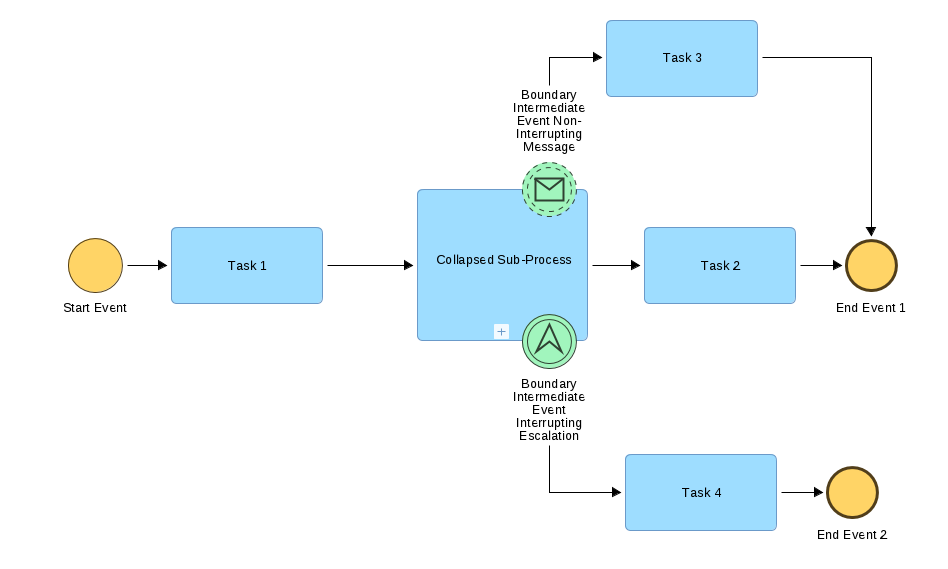 Task 3
Boundary
Intermediate
Event Non-
Interrupting
Message
Task 1
Collapsed Sub-Process
Task 2
Start Event
End Event 1
Boundary
Intermediate
Event
Interrupting
Escalation
Task 4
End Event 2